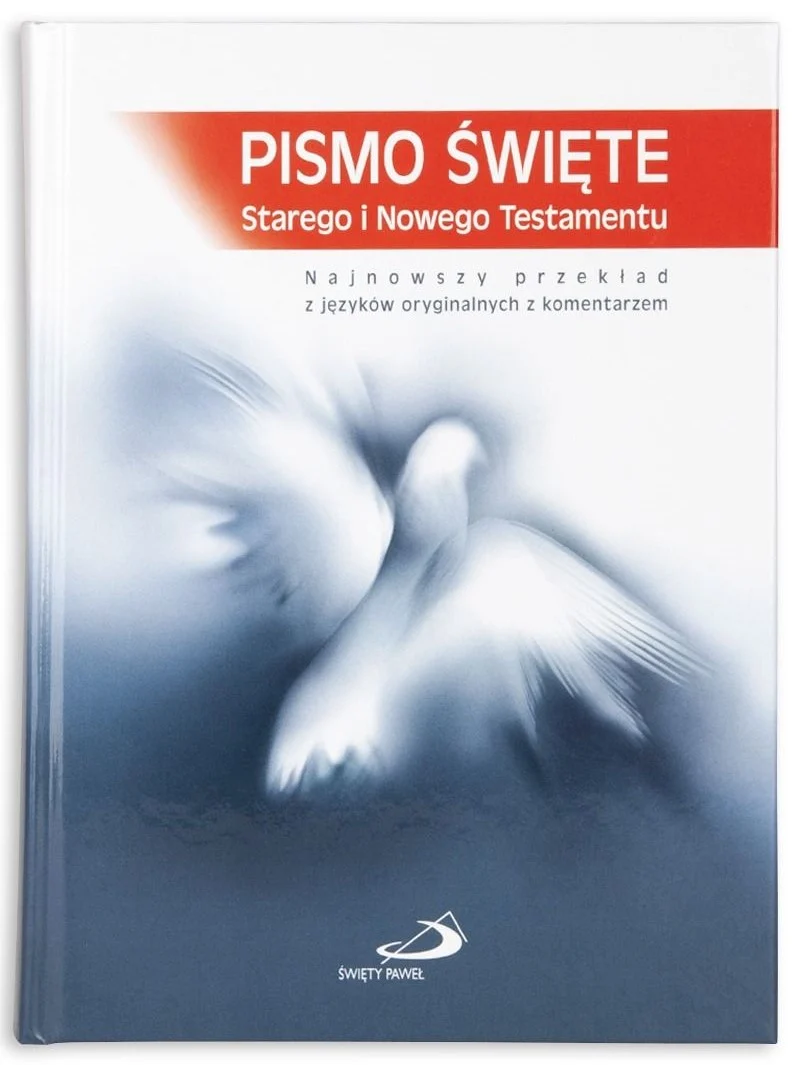 PISMO ŚWIĘTE
Starego i Nowego Testamentu
Najnowszy przekład
z języków oryginalnych z komentarzem
ŚWIĘTY PAWEŁ